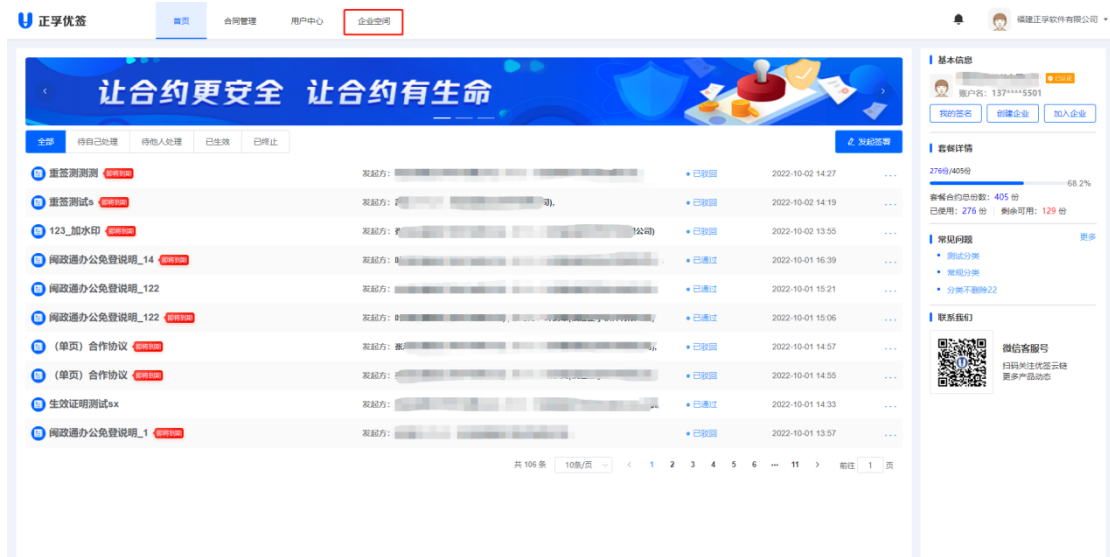 正孚优签 首页 合同管理 用户中心 企业空间 福建正孚软件有限公司
让合约更安全 让合约有生命
全部 待自己处理 待他人处理 已生效 已终止 发起签署
重签测测测 即将到期 发起方: 已驳回 2022-10-02 14:27 ...
重签测试s 即将到期 发起方: 司), 已驳回 2022-10-02 14:19 ...
123_加水印 即将到期 发起方: 公司) 已驳回 2022-10-02 13:55 ...
闽政通办公免登说明_14 即将到期 发起方: 已通过 2022-10-01 16:39 ...
闽政通办公免登说明_122 发起方: 已通过 2022-10-01 15:21 ...
闽政通办公免登说明_122 即将到期 发起方: 已通过 2022-10-01 15:06 ...
(单页) 合作协议 即将到期 发起方: 已驳回 2022-10-01 14:57 ...
(单页) 合作协议 即将到期 发起方: 已驳回 2022-10-01 14:55 ...
生效证明测试sx 发起方: 已通过 2022-10-01 14:33 ...
闽政通办公免登说明_1 即将到期 发起方: 已驳回 2022-10-01 13:57 ...
共 106 条 10条/页 < 1 2 3 4 5 6 ... 11 > 前往 1 页
基本信息
已认证
账户名: 137****5501
我的签名 创建企业 加入企业
套餐详情
276份/405份
68.2%
套餐合约总份数: 405 份
已使用: 276 份 剩余可用: 129 份
常见问题 更多
测试分类
常规分类
分类不删除22
联系我们
微信客服号
扫码关注优签云链
更多产品动态